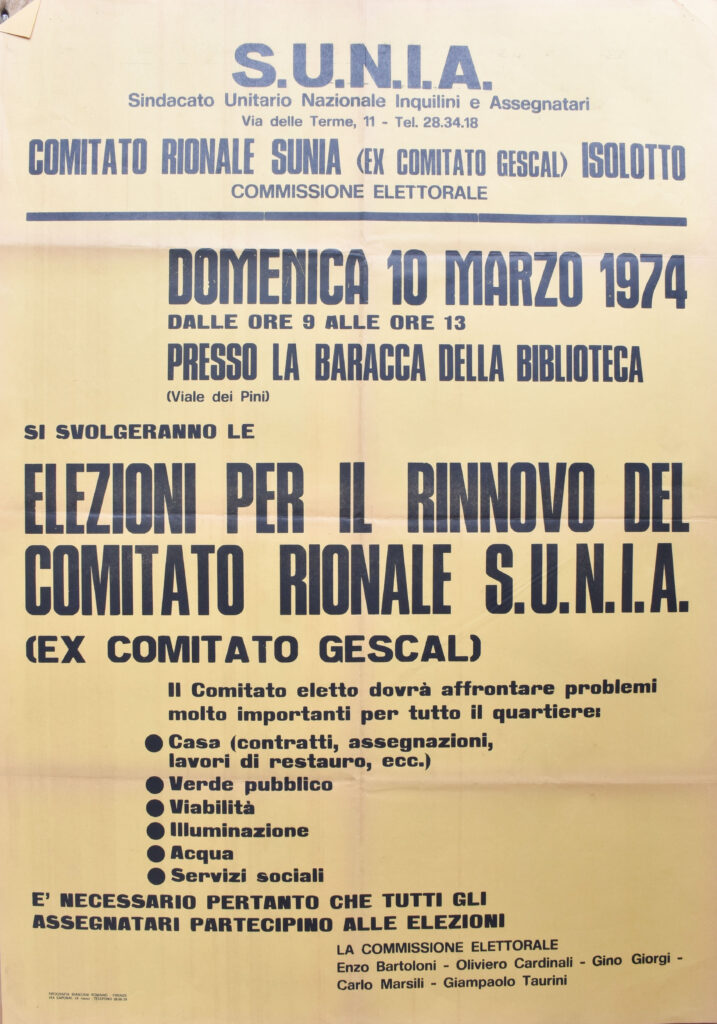 S.U.N.I.A.
Sindacato Unitario Nazionale Inquilini e Assegnatari
Via delle Terme, 11 - Tel. 28.34.18
COMITATO RIONALE SUNIA (EX COMITATO GESCAL) ISOLOTTO
COMMISSIONE ELETTORALE
DOMENICA 10 MARZO 1974
DALLE ORE 9 ALLE ORE 13
PRESSO LA BARACCA DELLA BIBLIOTECA
(Viale dei Pini)
SI SVOLGERANNO LE
ELEZIONI PER IL RINNOVO DEL
COMITATO RIONALE S.U.N.I.A.
(EX COMITATO GESCAL)
Il Comitato eletto dovrà affrontare problemi
molto importanti per tutto il quartiere:
● Casa (contratti, assegnazioni,
lavori di restauro, ecc.)
● Verde pubblico
● Viabilità
● Illuminazione
● Acqua
● Servizi sociali
E' NECESSARIO PERTANTO CHE TUTTI GLI
ASSEGNATARI PARTECIPINO ALLE ELEZIONI
LA COMMISSIONE ELETTORALE
Enzo Bartoloni - Oliviero Cardinali - Gino Giorgi -
Carlo Marsili - Giampaolo Taurini